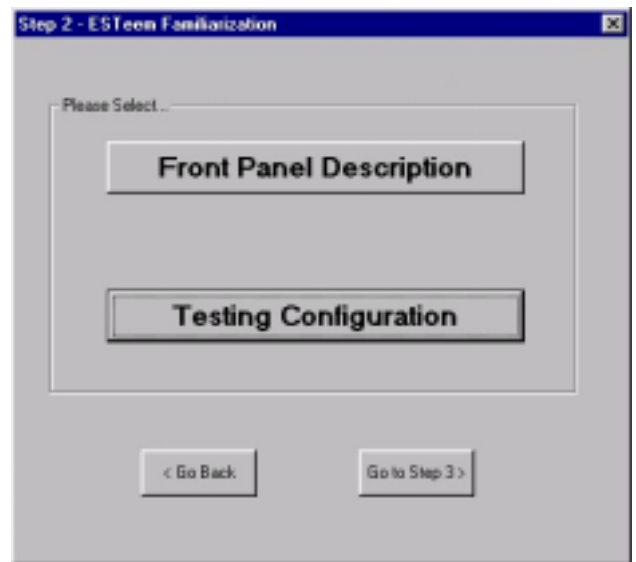 Step 2 - ESTeem Familiarization
Please Select...
Front Panel Description
Testing Configuration
< Go Back
Go to Step 3 >